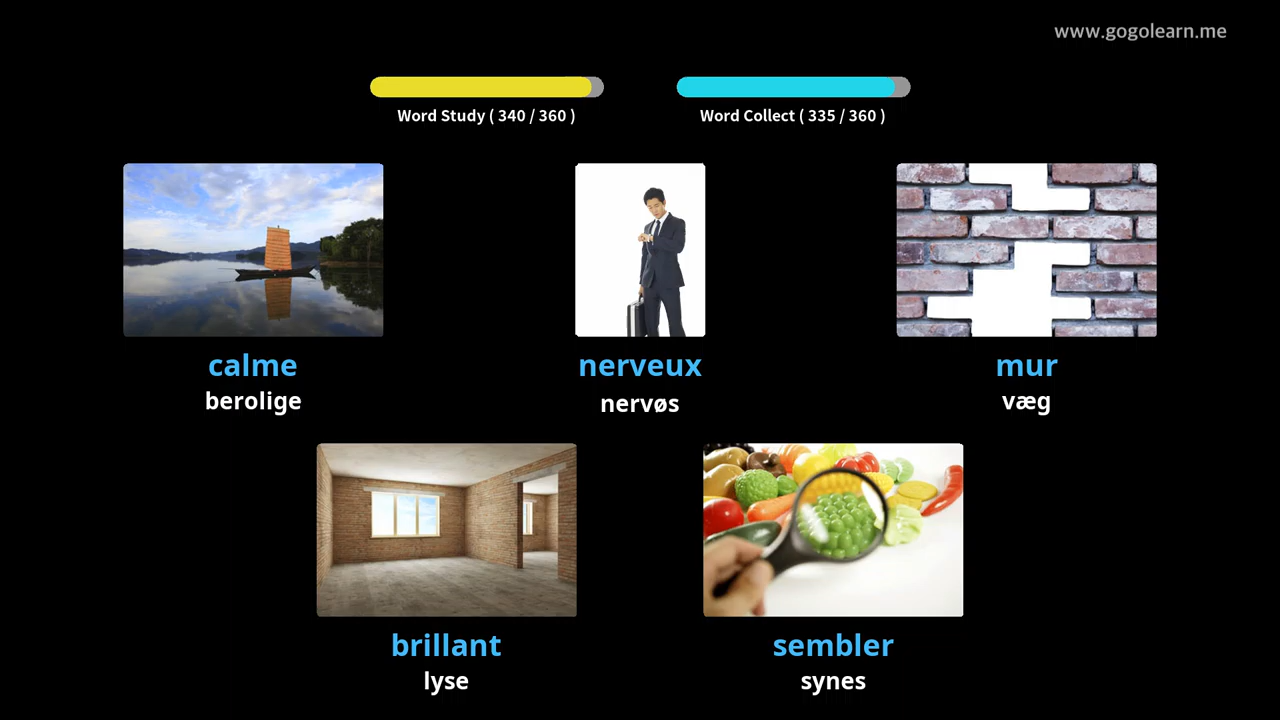 www.gogolearn.me
Word Study ( 340 / 360 )
Word Collect ( 335 / 360 )
calme
berolige
nerveux
nervøs
mur
væg
brillant
lyse
sembler
synes